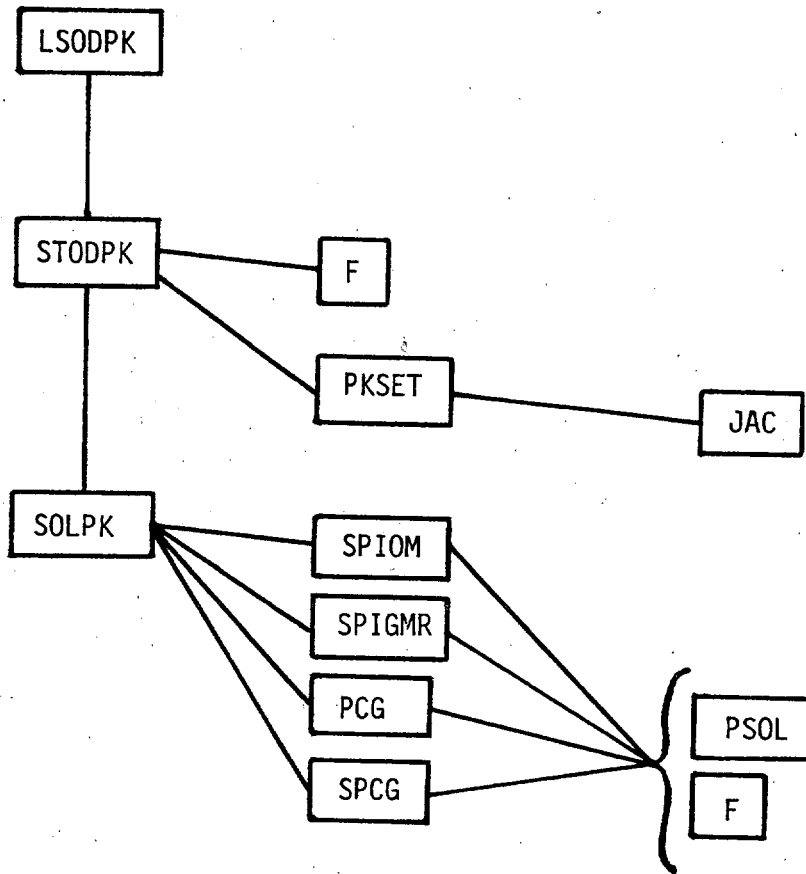 LSODPK
STODPK
F
PKSET
JAC
SOLPK
SPIOM
SPIGMR
PCG
PSOL
SPCG
F